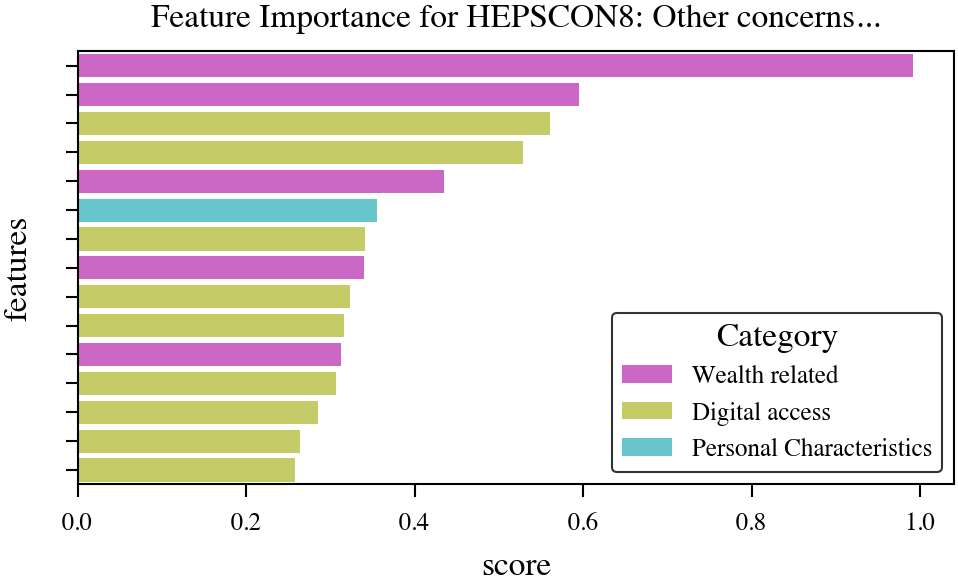 Feature Importance for HEPSCON8: Other concerns...
features
Category
Wealth related
Digital access
Personal Characteristics
0.0 0.2 0.4 0.6 0.8 1.0
score